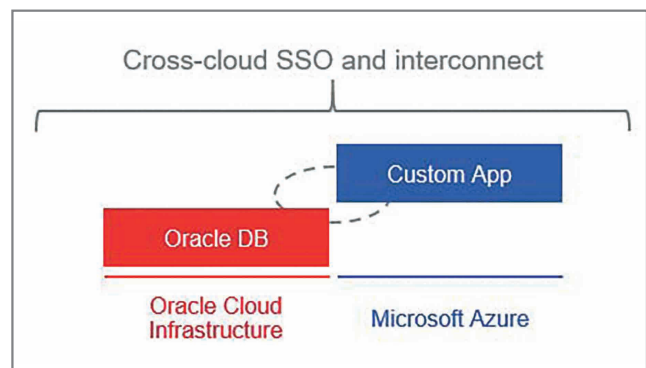 Cross-cloud SSO and interconnect
Custom App
Oracle DB
Oracle Cloud
Infrastructure
Microsoft Azure